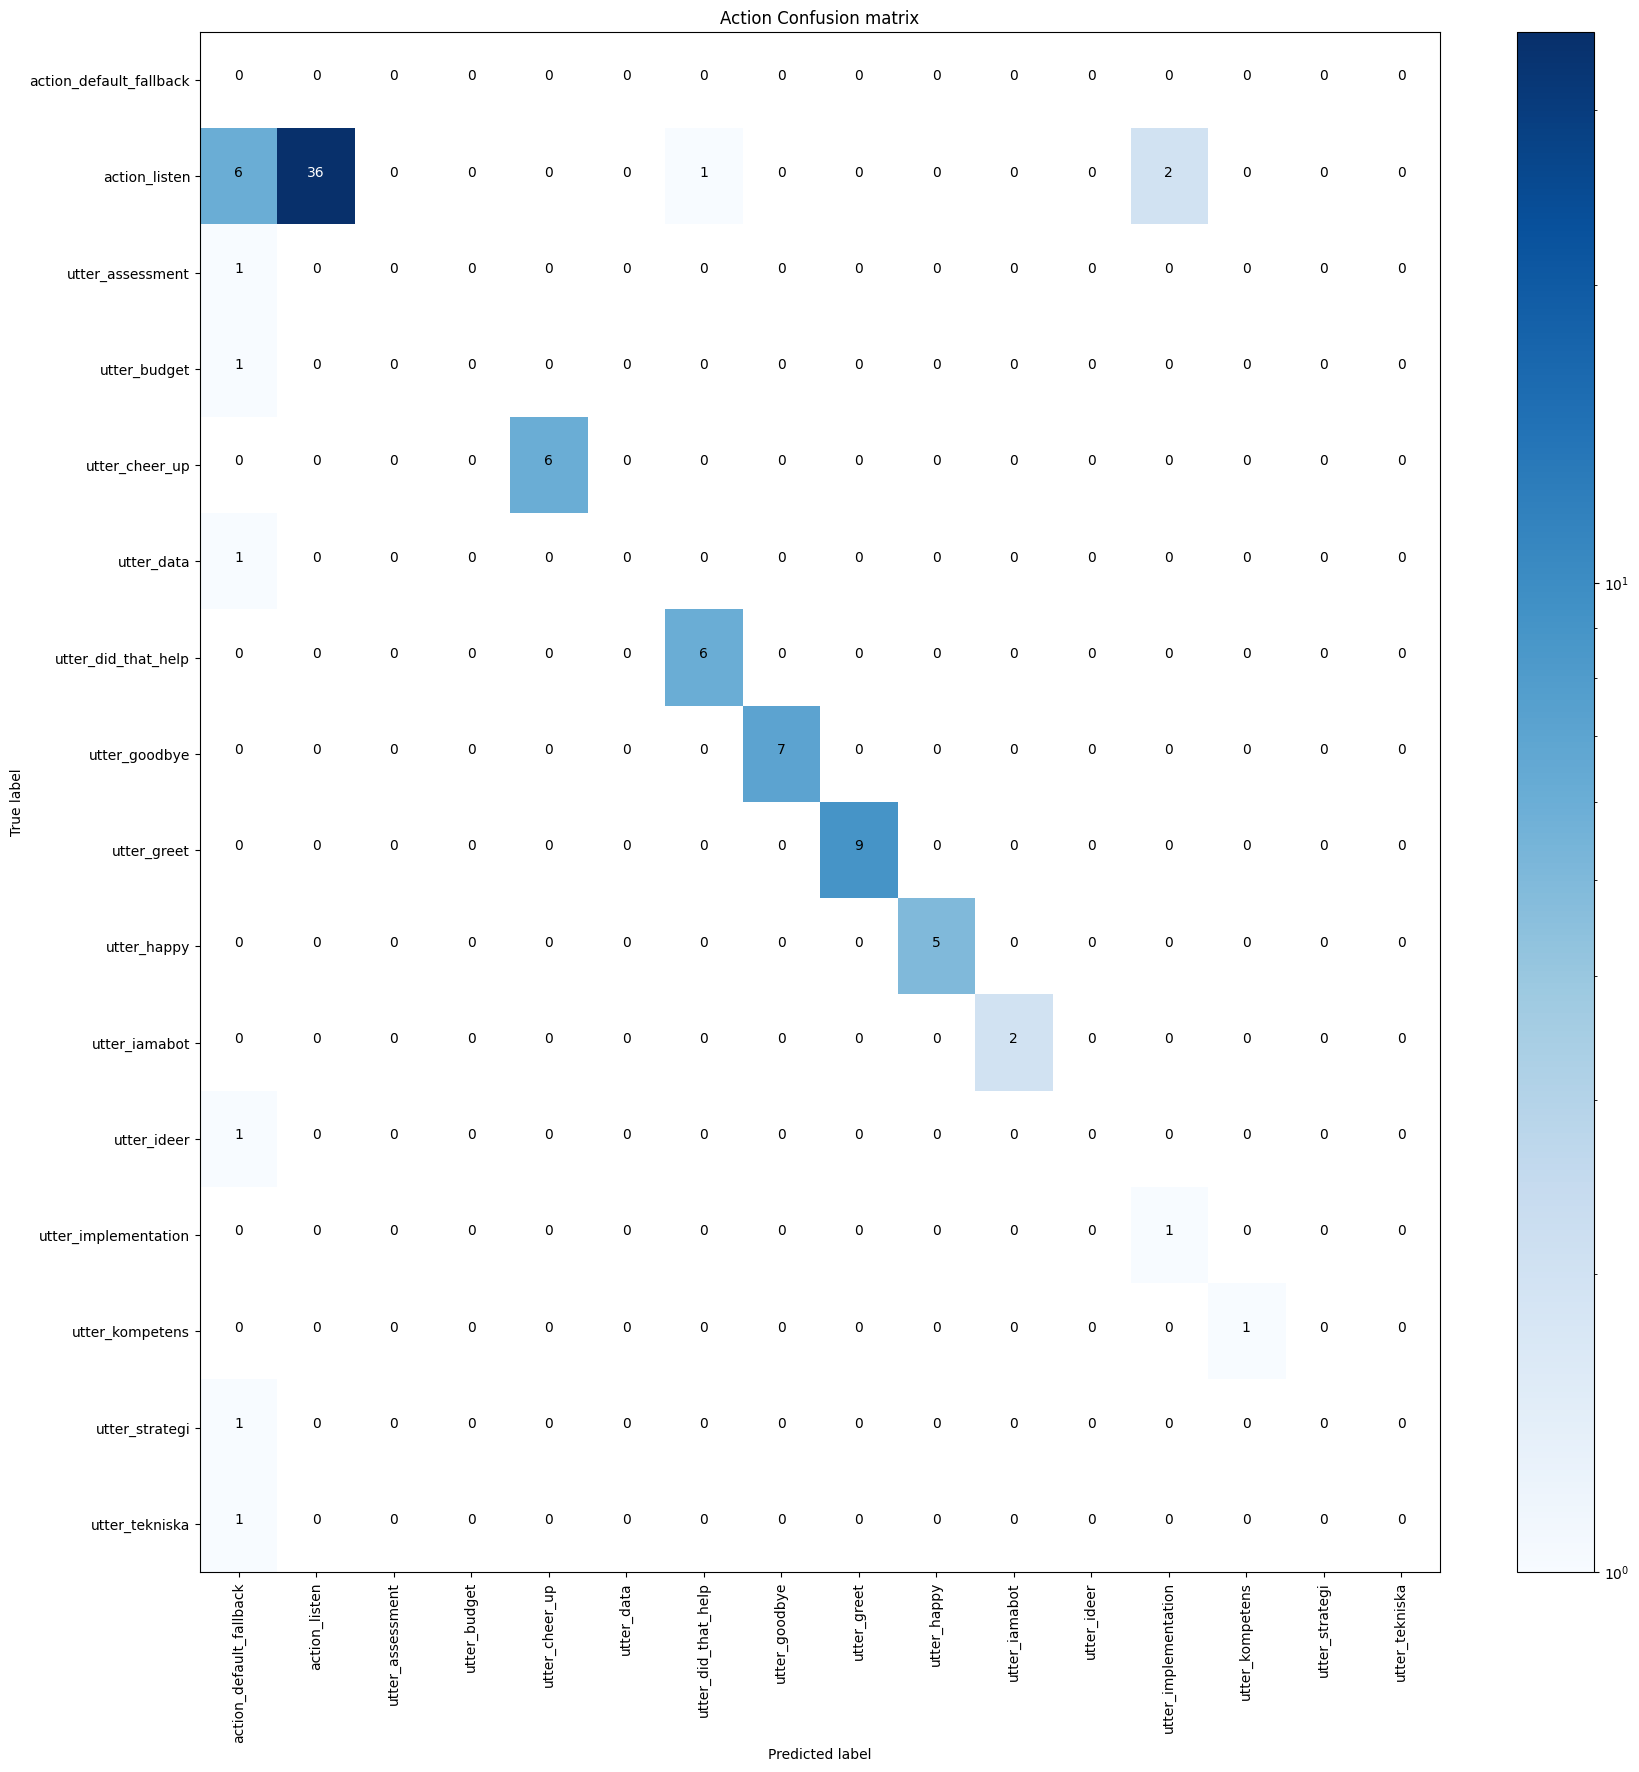 Action Confusion matrix
True label
action_default_fallback 0 0 0 0 0 0 0 0 0 0 0 0 0 0 0 0
action_listen 6 36 0 0 0 0 1 0 0 0 0 0 2 0 0 0
utter_assessment 1 0 0 0 0 0 0 0 0 0 0 0 0 0 0 0
utter_budget 1 0 0 0 0 0 0 0 0 0 0 0 0 0 0 0
utter_cheer_up 0 0 0 0 6 0 0 0 0 0 0 0 0 0 0 0
utter_data 1 0 0 0 0 0 0 0 0 0 0 0 0 0 0 0
utter_did_that_help 0 0 0 0 0 0 6 0 0 0 0 0 0 0 0 0
utter_goodbye 0 0 0 0 0 0 0 7 0 0 0 0 0 0 0 0
utter_greet 0 0 0 0 0 0 0 0 9 0 0 0 0 0 0 0
utter_happy 0 0 0 0 0 0 0 0 0 5 0 0 0 0 0 0
utter_iamabot 0 0 0 0 0 0 0 0 0 0 2 0 0 0 0 0
utter_ideer 1 0 0 0 0 0 0 0 0 0 0 0 0 0 0 0
utter_implementation 0 0 0 0 0 0 0 0 0 0 0 0 1 0 0 0
utter_kompetens 0 0 0 0 0 0 0 0 0 0 0 0 0 1 0 0
utter_strategi 1 0 0 0 0 0 0 0 0 0 0 0 0 0 0 0
utter_tekniska 1 0 0 0 0 0 0 0 0 0 0 0 0 0 0 0
action_default_fallback
action_listen
utter_assessment
utter_budget
utter_cheer_up
utter_data
utter_did_that_help
utter_goodbye
utter_greet
utter_happy
utter_iamabot
utter_ideer
utter_implementation
utter_kompetens
utter_strategi
utter_tekniska
Predicted label
10¹
10⁰